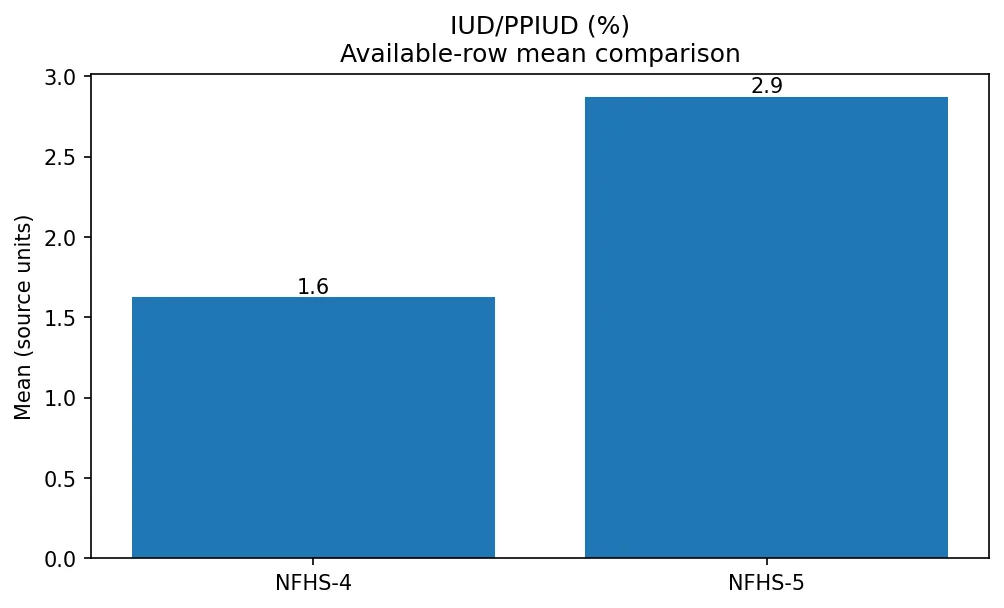 IUD/PPIUD (%)
Available-row mean comparison
Mean (source units)
3.0
2.5
2.0
1.5
1.0
0.5
0.0
1.6
2.9
NFHS-4
NFHS-5